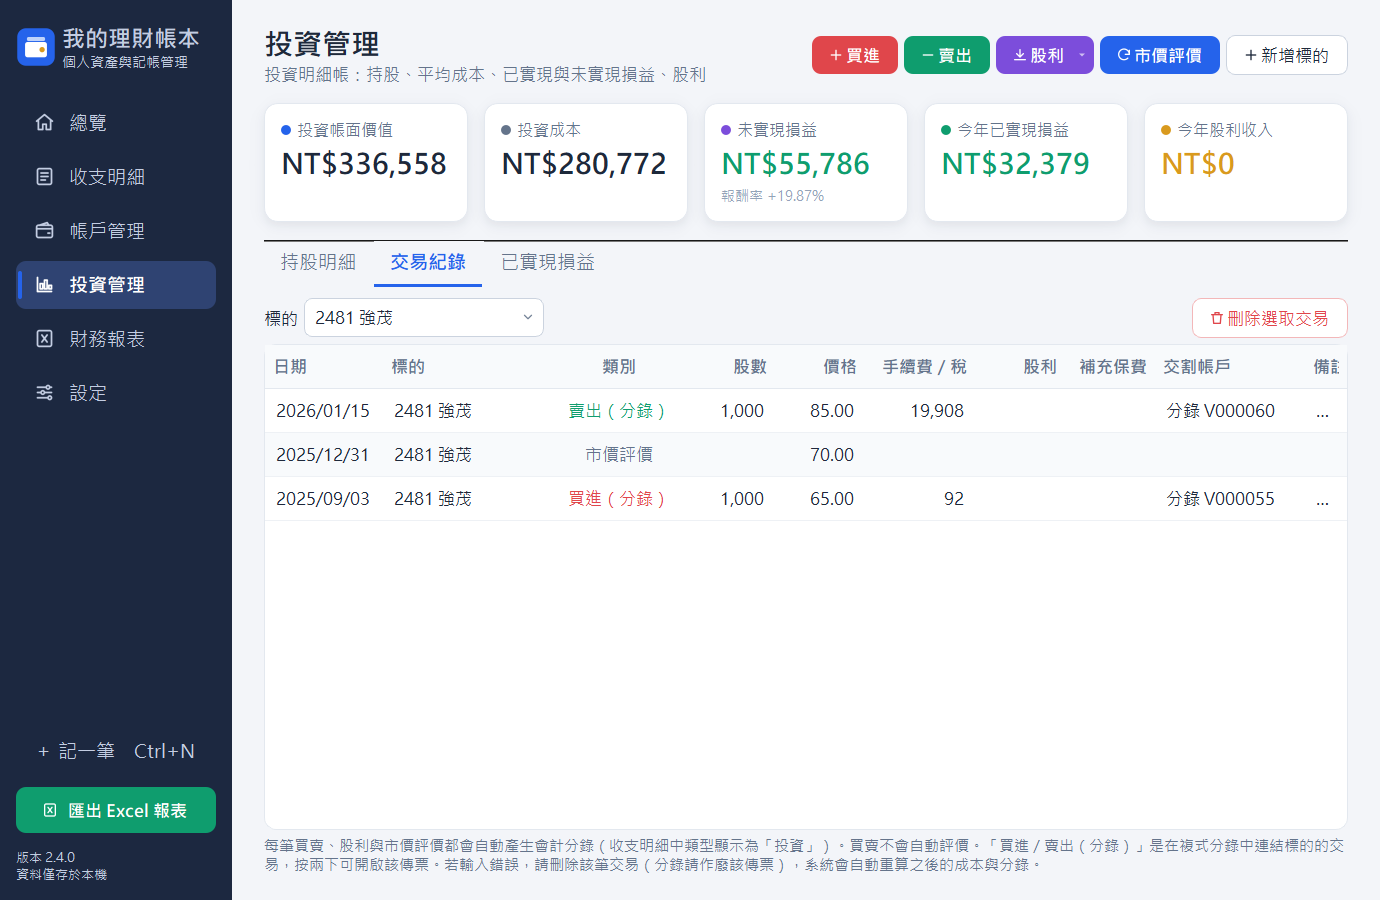 我的理財帳本
個人資產與記帳管理
總覽
收支明細
帳戶管理
投資管理
財務報表
設定
+ 記一筆 Ctrl+N
匯出 Excel 報表
版本 2.4.0
資料僅存於本機
投資管理
投資明細帳：持股、平均成本、已實現與未實現損益、股利
+ 買進
− 賣出
股利
市價評價
+ 新增標的
投資帳面價值
NT$336,558
投資成本
NT$280,772
未實現損益
NT$55,786
報酬率 +19.87%
今年已實現損益
NT$32,379
今年股利收入
NT$0
持股明細 交易紀錄 已實現損益
標的 2481 強茂
刪除選取交易
日期 標的 類別 股數 價格 手續費 / 稅 股利 補充保費 交割帳戶 備
2026/01/15 2481 強茂 賣出（分錄） 1,000 85.00 19,908 分錄 V000060 ...
2025/12/31 2481 強茂 市價評價 70.00
2025/09/03 2481 強茂 買進（分錄） 1,000 65.00 92 分錄 V000055 ...
每筆買賣、股利與市價評價都會自動產生會計分錄（收支明細中類型顯示為「投資」）。買賣不會自動評價。「買進 / 賣出（分錄）」是在複式分錄中連結標的的交
易，按兩下可開啟該傳票。若輸入錯誤，請刪除該筆交易（分錄請作廢該傳票），系統會自動重算之後的成本與分錄。